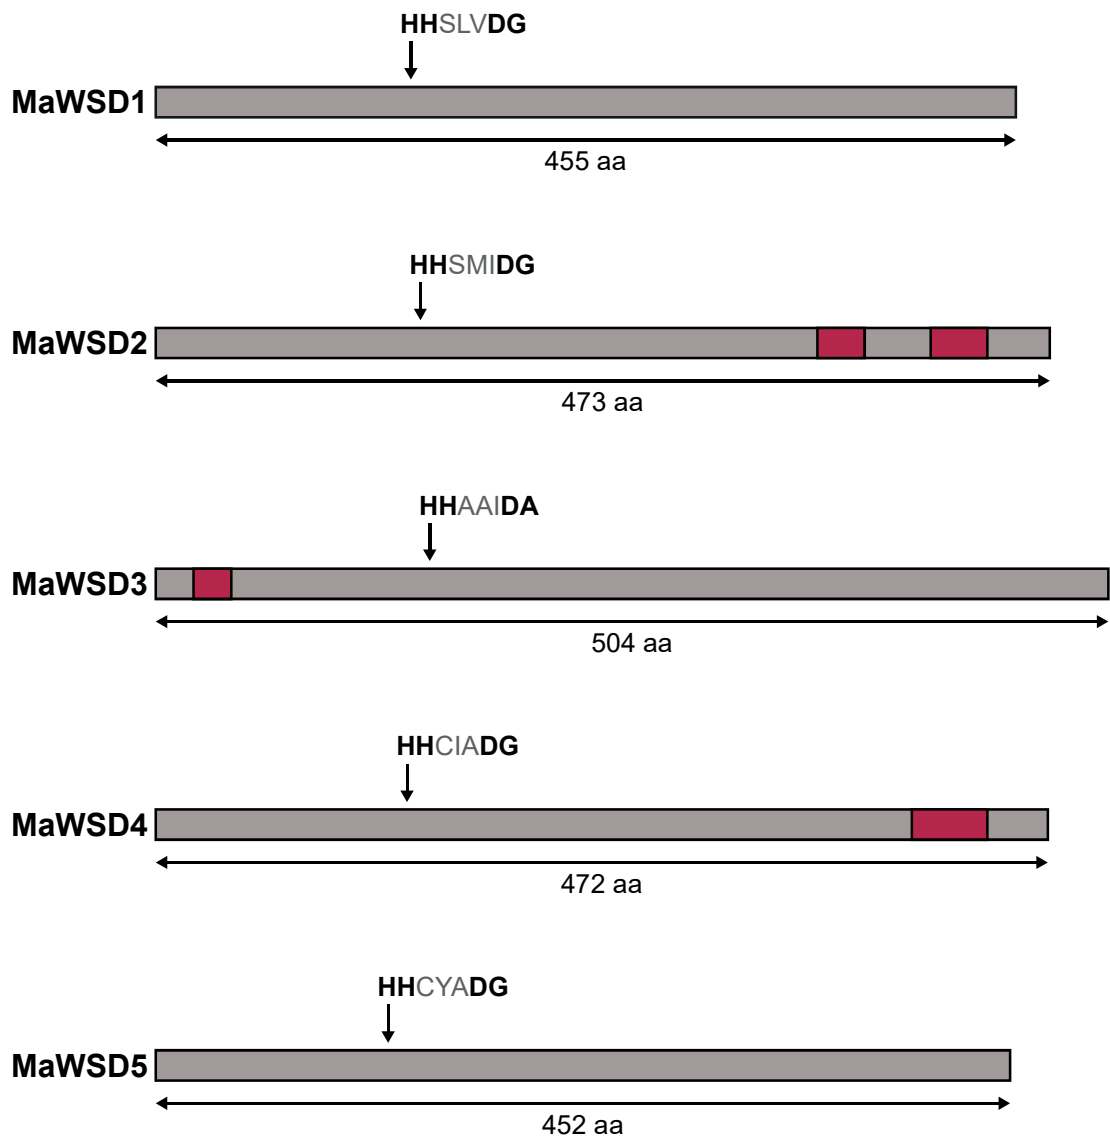 HHSLVDG
MaWSD1
455 aa
HHSMIDG
MaWSD2
473 aa
HHAAIDA
MaWSD3
504 aa
HHCIADG
MaWSD4
472 aa
HHCYADG
MaWSD5
452 aa